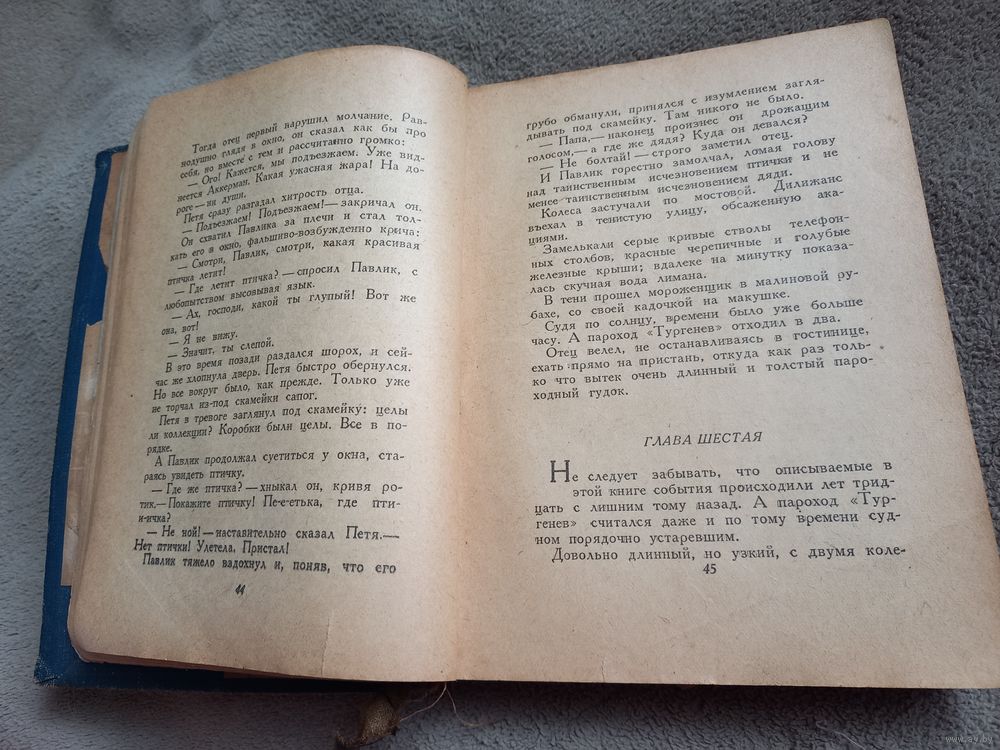 Тогда отец первый нарушил молчание. Рав-
нодушно глядя в окно, он сказал как бы про
себя, но вместе с тем и рассчитанно громко:
— Ого! Кажется, мы подъезжаем. Уже вид-
неется Аккерман. Какая ужасная жара! На до-
роге — ни души.
Петя сразу разгадал хитрость отца.
— Подъезжаем! Подъезжаем! — закричал он.
Он схватил Павлика за плечи и стал тол-
кать его в окно, фальшиво-возбужденно крича:
— Смотри, Павлик, смотри, какая красивая
птичка летит!
— Где летит птичка? — спросил Павлик, с
любопытством высовывая язык.
— Ах, господи, какой ты глупый! Вот же
она, вот!
— Я не вижу.
— Значит, ты слепой.
В это время позади раздался шорох, и сей-
час же хлопнула дверь. Петя быстро обернулся.
Но все вокруг было, как прежде. Только уже
не торчал из-под скамейки сапог.
Петя в тревоге заглянул под скамейку: целы
ли коллекции? Коробки были целы. Все в по-
рядке.
А Павлик продолжал суетиться у окна, ста-
раясь увидеть птичку.
— Где же птичка? — хныкал он, кривя ро-
тик.— Покажите птичку! Пе-е-етька, где пти-
и-ичка?
— Не ной! — наставительно сказал Петя.—
Нет птички! Улетела. Пристал!
Павлик тяжело вздохнул и, поняв, что его
44
грубо обманули, принялся с изумлением загля-
дывать под скамейку. Там никого не было.
— Папа,— наконец произнес он дрожащим
голосом,— а где же дядя? Куда он девался?
— Не болтай! — строго заметил отец.
И Павлик горестно замолчал, ломая голову
над таинственным исчезновением птички и не
менее таинственным исчезновением дяди.
Колеса застучали по мостовой. Дилижанс
въехал в тенистую улицу, обсаженную ака-
циями.
Замелькали серые кривые стволы телефон-
ных столбов, красные черепичные и голубые
железные крыши; вдалеке на минутку показа-
лась скучная вода лимана.
В тени прошел мороженщик в малиновой ру-
бахе, со своей кадочкой на макушке.
Судя по солнцу, времени было уже больше
часу. А пароход «Тургенев» отходил в два.
Отец велел, не останавливаясь в гостинице,
ехать прямо на пристань, откуда как раз толь-
ко что вытек очень длинный и толстый паро-
ходный гудок.
ГЛАВА ШЕСТАЯ
Не следует забывать, что описываемые в
этой книге события происходили лет трид-
цать с лишним тому назад. А пароход «Тур-
генев» считался даже и по тому времени суд-
ном порядочно устаревшим.
Довольно длинный, но узкий, с двумя коле-
45
www.ay.by